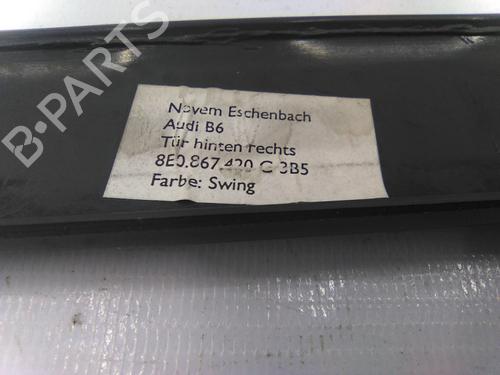 B-PARTS
Novem Eschenbach
Audi B6
Tür hinten rechts
8E0.867.420 G 3B5
Farbe: Swing